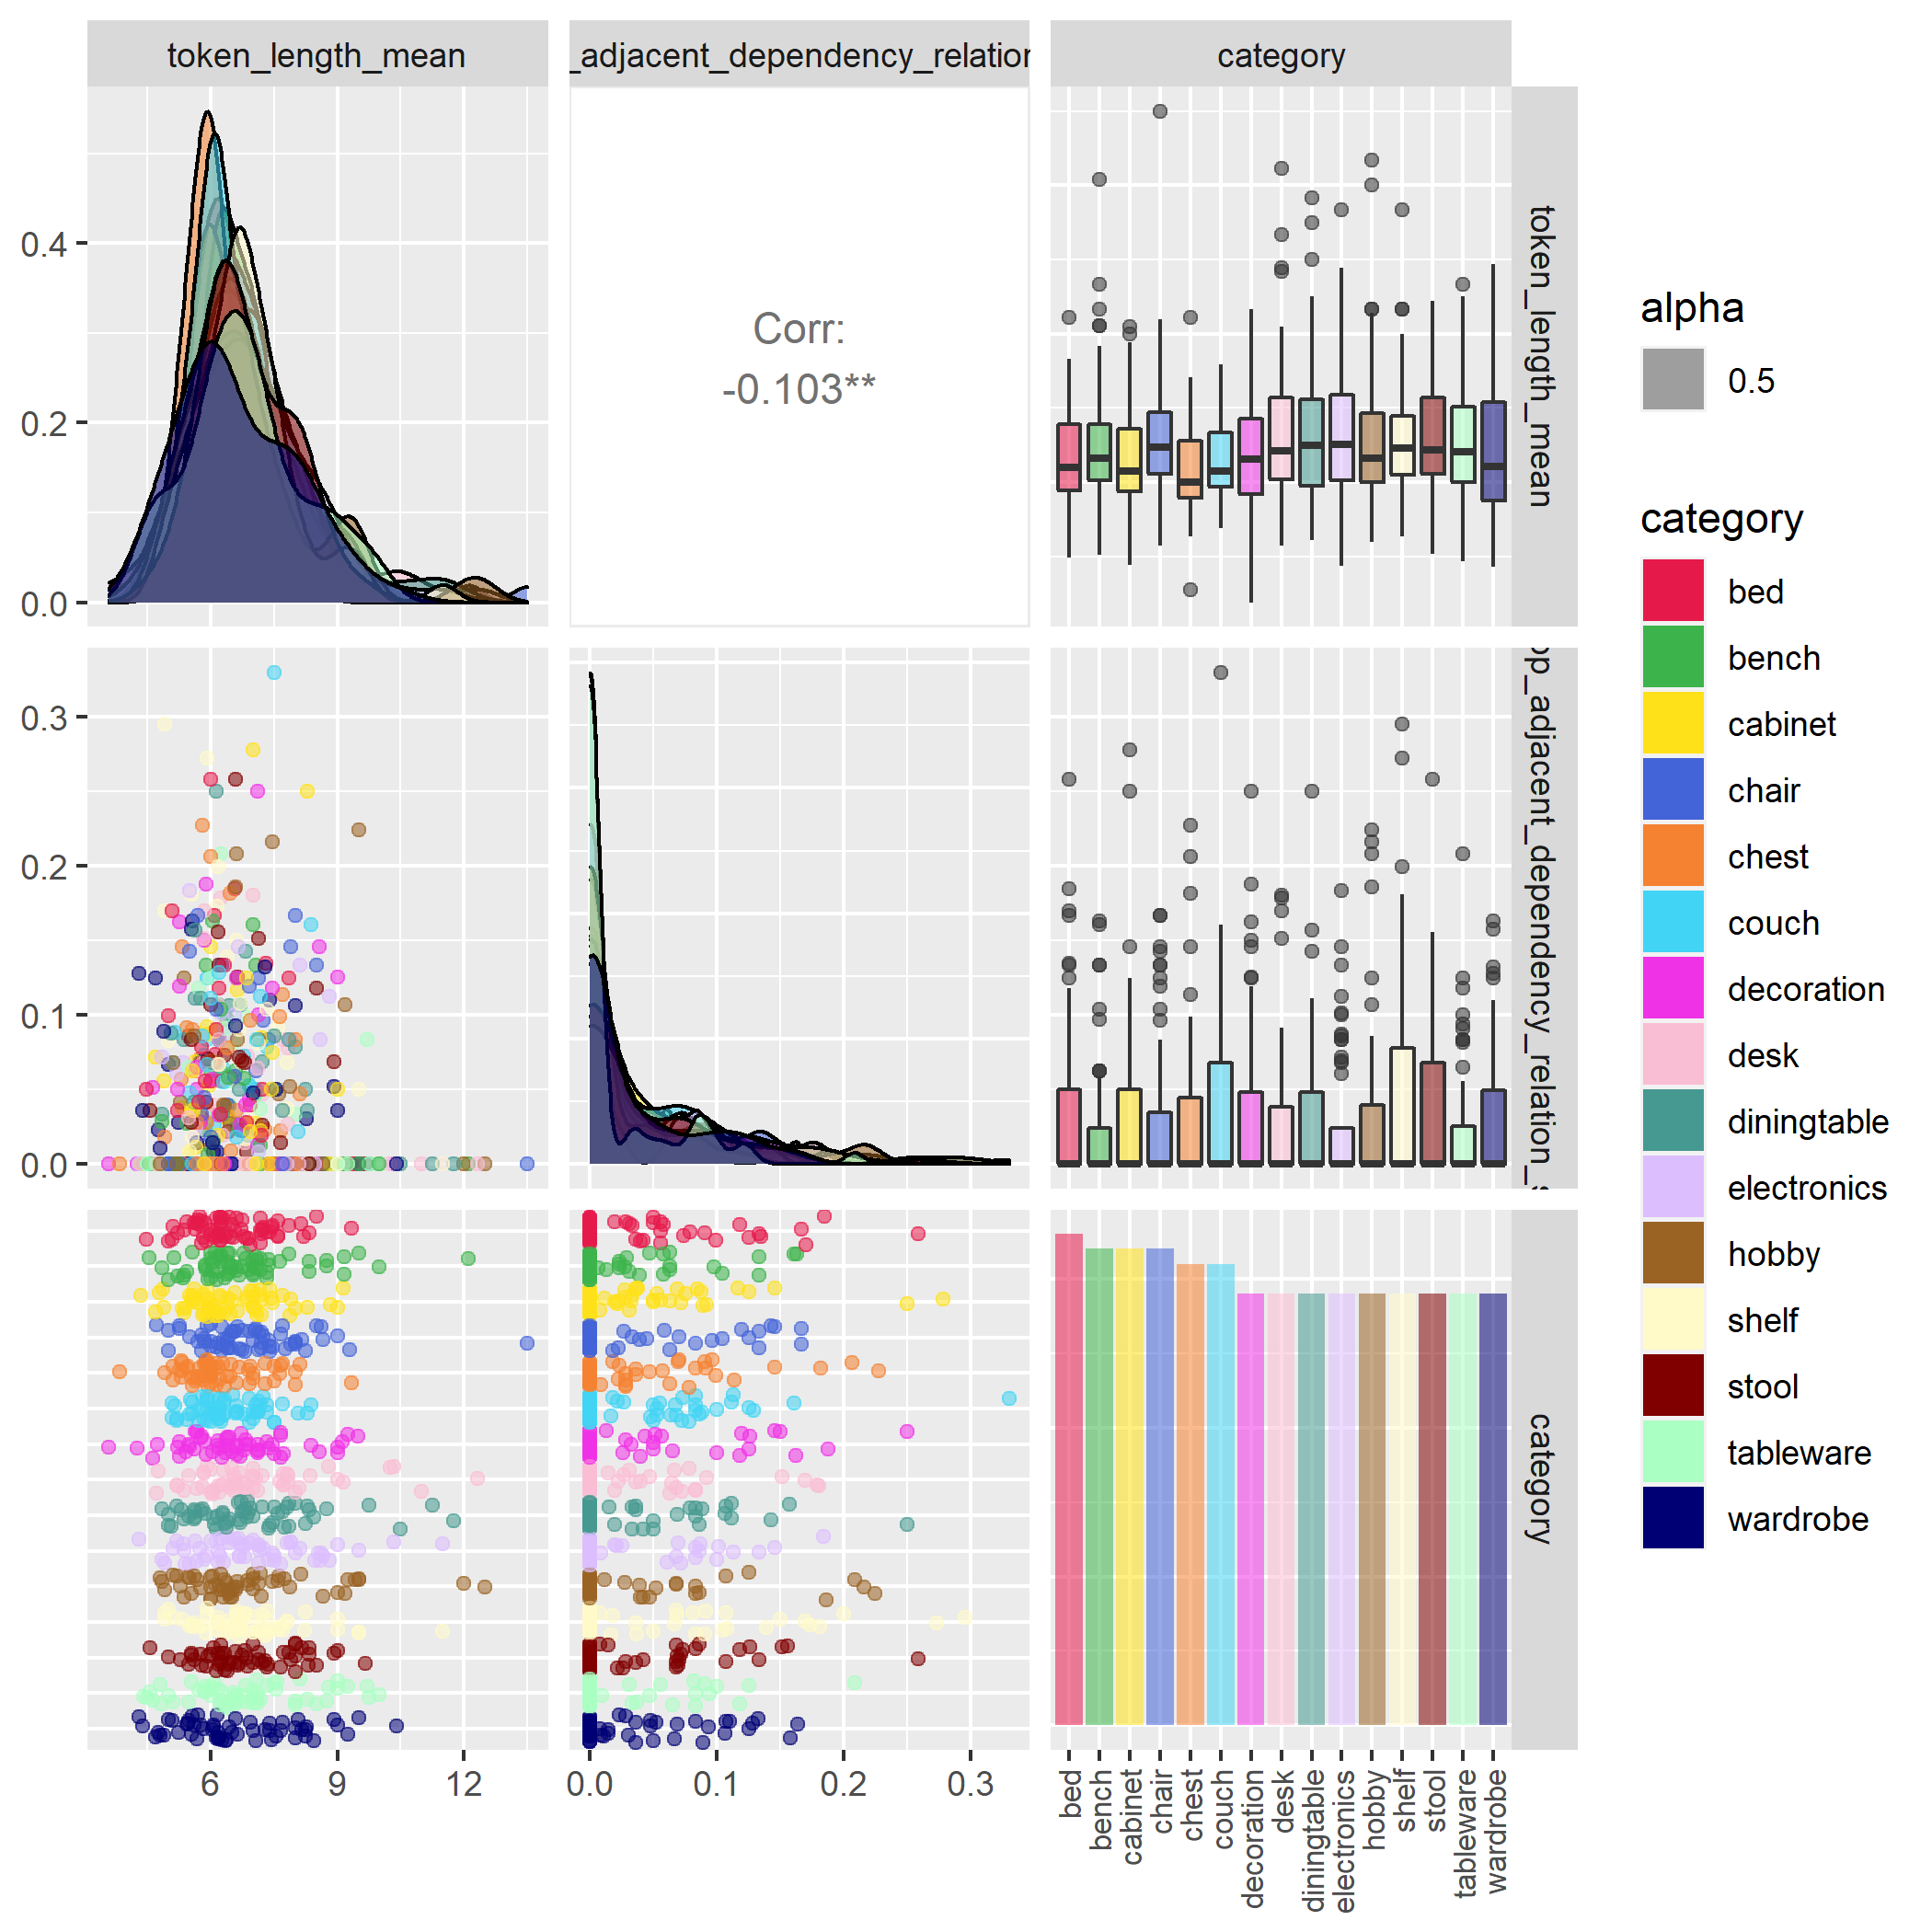 token_length_mean
_adjacent_dependency_relation
category
token_length_mean
0.4
0.2
0.0
Corr:
-0.103**
op_adjacent_dependency_relation_s
0.3
0.2
0.1
0.0
category
6
9
12
0.0
0.1
0.2
0.3
bed
bench
cabinet
chair
chest
couch
decoration
desk
diningtable
electronics
hobby
shelf
stool
tableware
wardrobe
alpha
0.5
category
bed
bench
cabinet
chair
chest
couch
decoration
desk
diningtable
electronics
hobby
shelf
stool
tableware
wardrobe